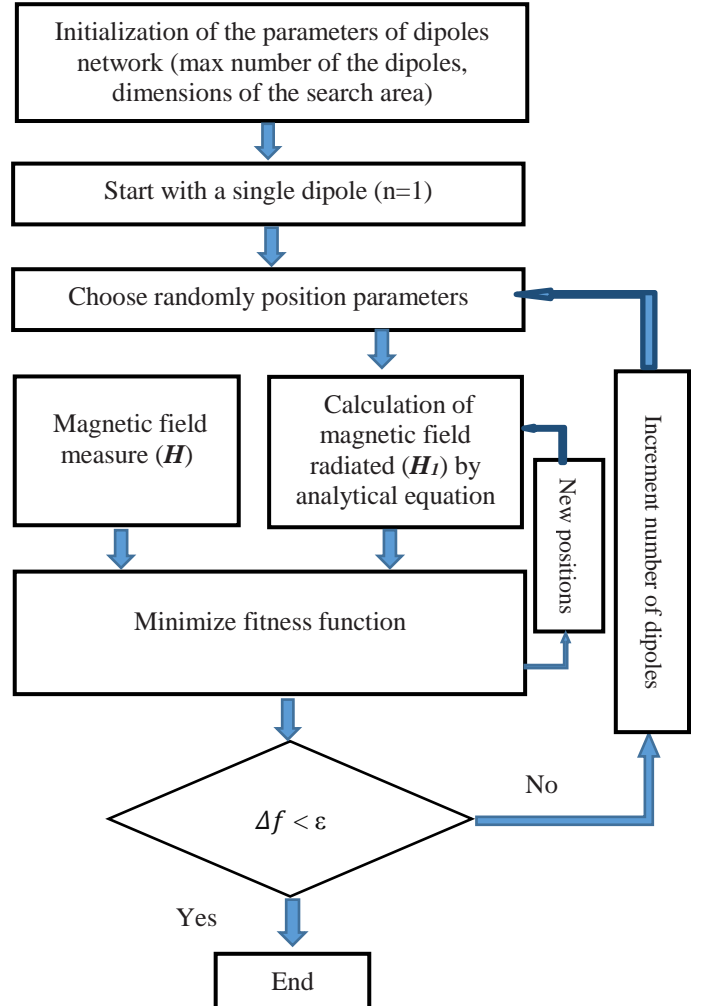 Initialization of the parameters of dipoles
network (max number of the dipoles,
dimensions of the search area)
Start with a single dipole (n=1)
Choose randomly position parameters
Magnetic field
measure (H)
Calculation of
magnetic field
radiated (H₁) by
analytical equation
New positions
Increment number of dipoles
Minimize fitness function
Δf < ε
No
Yes
End